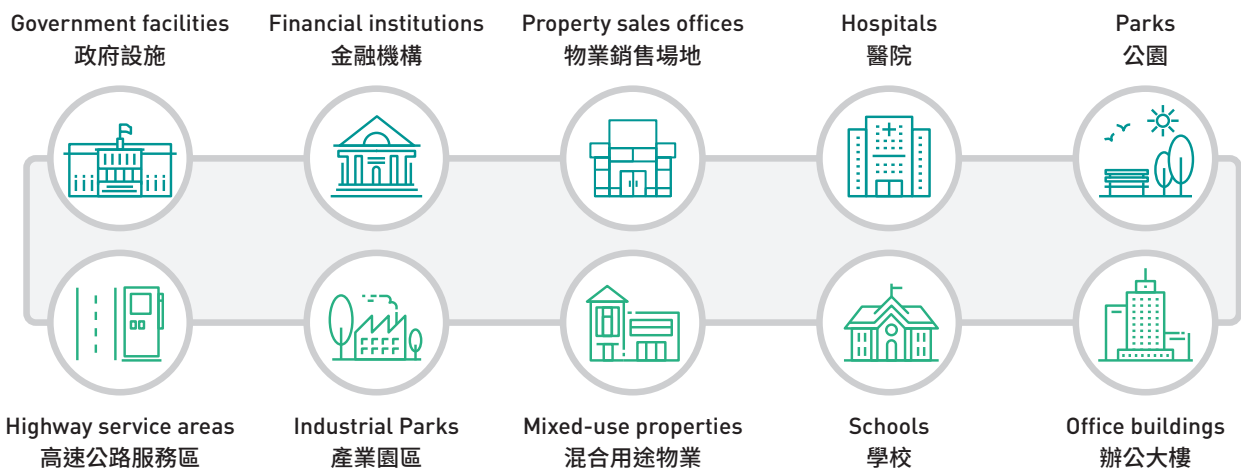 Government facilities
政府設施
Financial institutions
金融機構
Property sales offices
物業銷售場地
Hospitals
醫院
Parks
公園
Highway service areas
高速公路服務區
Industrial Parks
產業園區
Mixed-use properties
混合用途物業
Schools
學校
Office buildings
辦公大樓